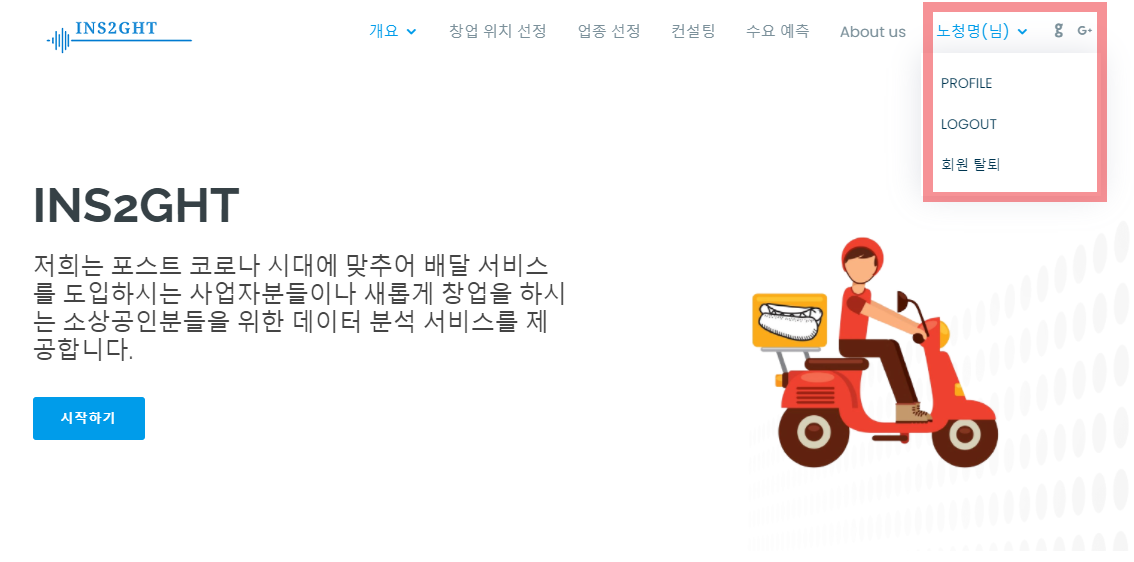 INS2GHT
개요 창업 위치 선정 업종 선정 컨설팅 수요 예측 About us 노청명(님) g G+
PROFILE
LOGOUT
회원 탈퇴
INS2GHT
저희는 포스트 코로나 시대에 맞추어 배달 서비스
를 도입하시는 사업자분들이나 새롭게 창업을 하시
는 소상공인분들을 위한 데이터 분석 서비스를 제
공합니다.
시작하기